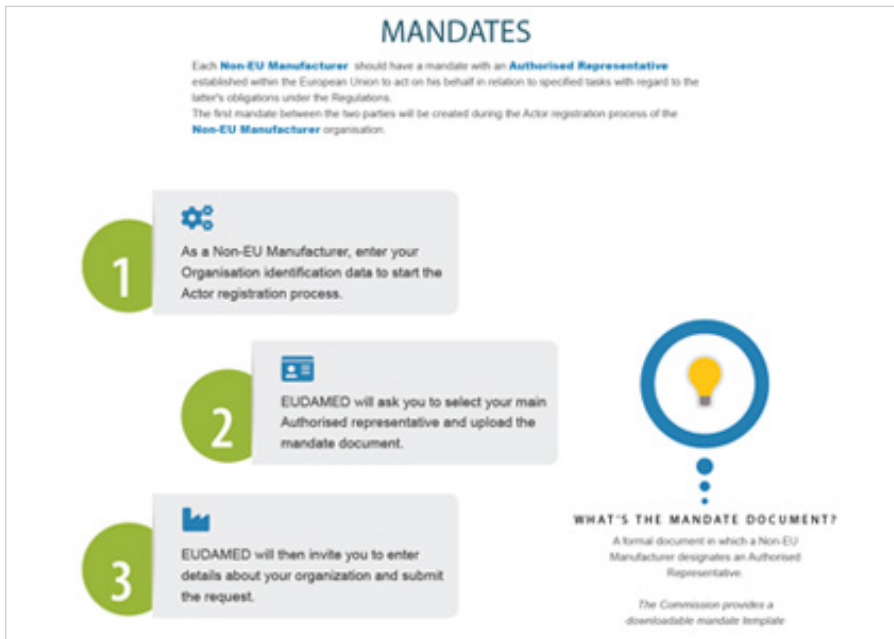 MANDATES
Each Non-EU Manufacturer should have a mandate with an Authorised Representative
established within the European Union to act on his behalf in relation to specified tasks with regard to the
latter's obligations under the Regulations.
The first mandate between the two parties will be created during the Actor registration process of the
Non-EU Manufacturer organisation.
1
As a Non-EU Manufacturer, enter your
Organisation identification data to start the
Actor registration process.
2
EUDAMED will ask you to select your main
Authorised representative and upload the
mandate document.
3
EUDAMED will then invite you to enter
details about your organization and submit
the request.
WHAT'S THE MANDATE DOCUMENT?
A formal document in which a Non-EU
Manufacturer designates an Authorised
Representative.
The Commission provides a
downloadable mandate template